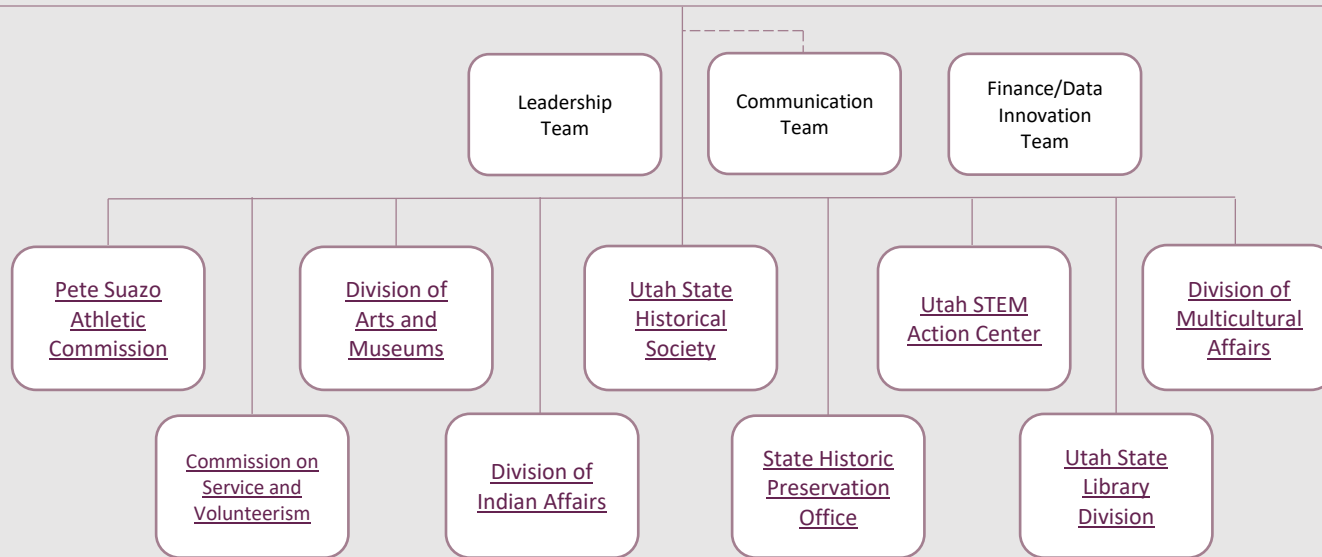 Leadership
Team
Communication
Team
Finance/Data
Innovation
Team
Pete Suazo
Athletic
Commission
Division of
Arts and
Museums
Utah State
Historical
Society
Utah STEM
Action Center
Division of
Multicultural
Affairs
Commission on
Service and
Volunteerism
Division of
Indian Affairs
State Historic
Preservation
Office
Utah State
Library
Division